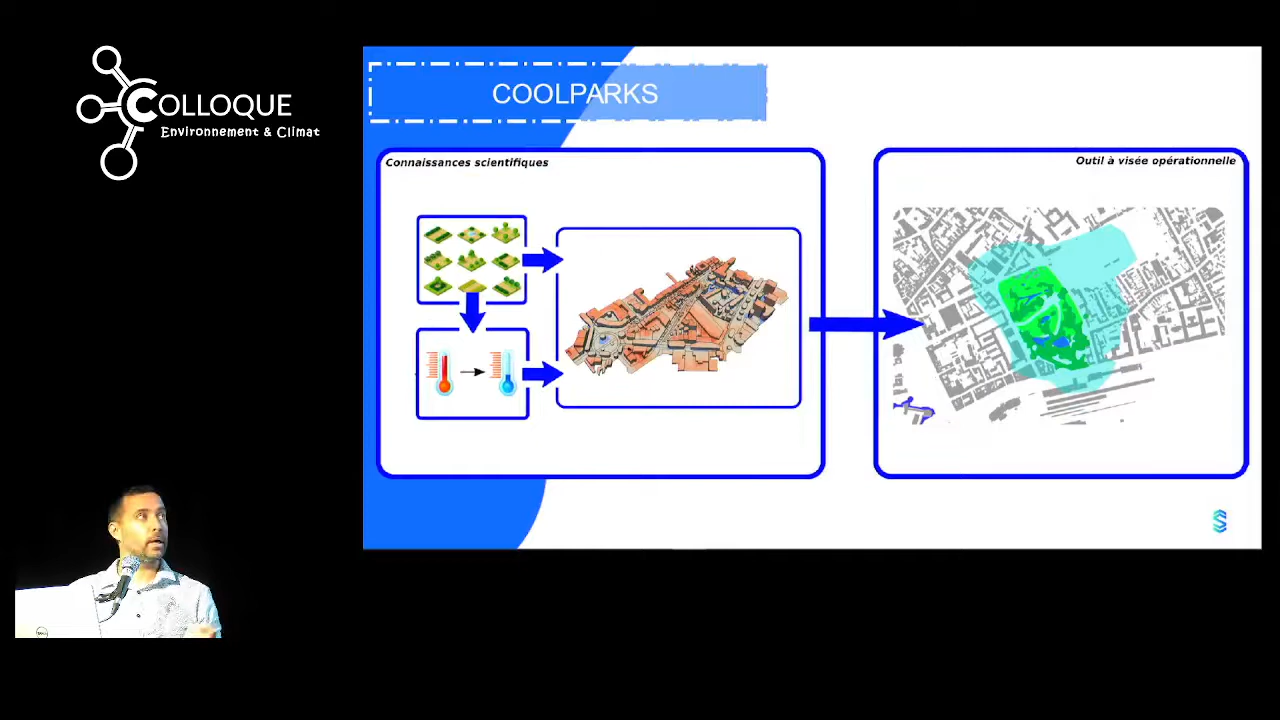 COLLOQUE
Environnement & Climat
COOLPARKS
Connaissances scientifiques
Outil à visée opérationnelle